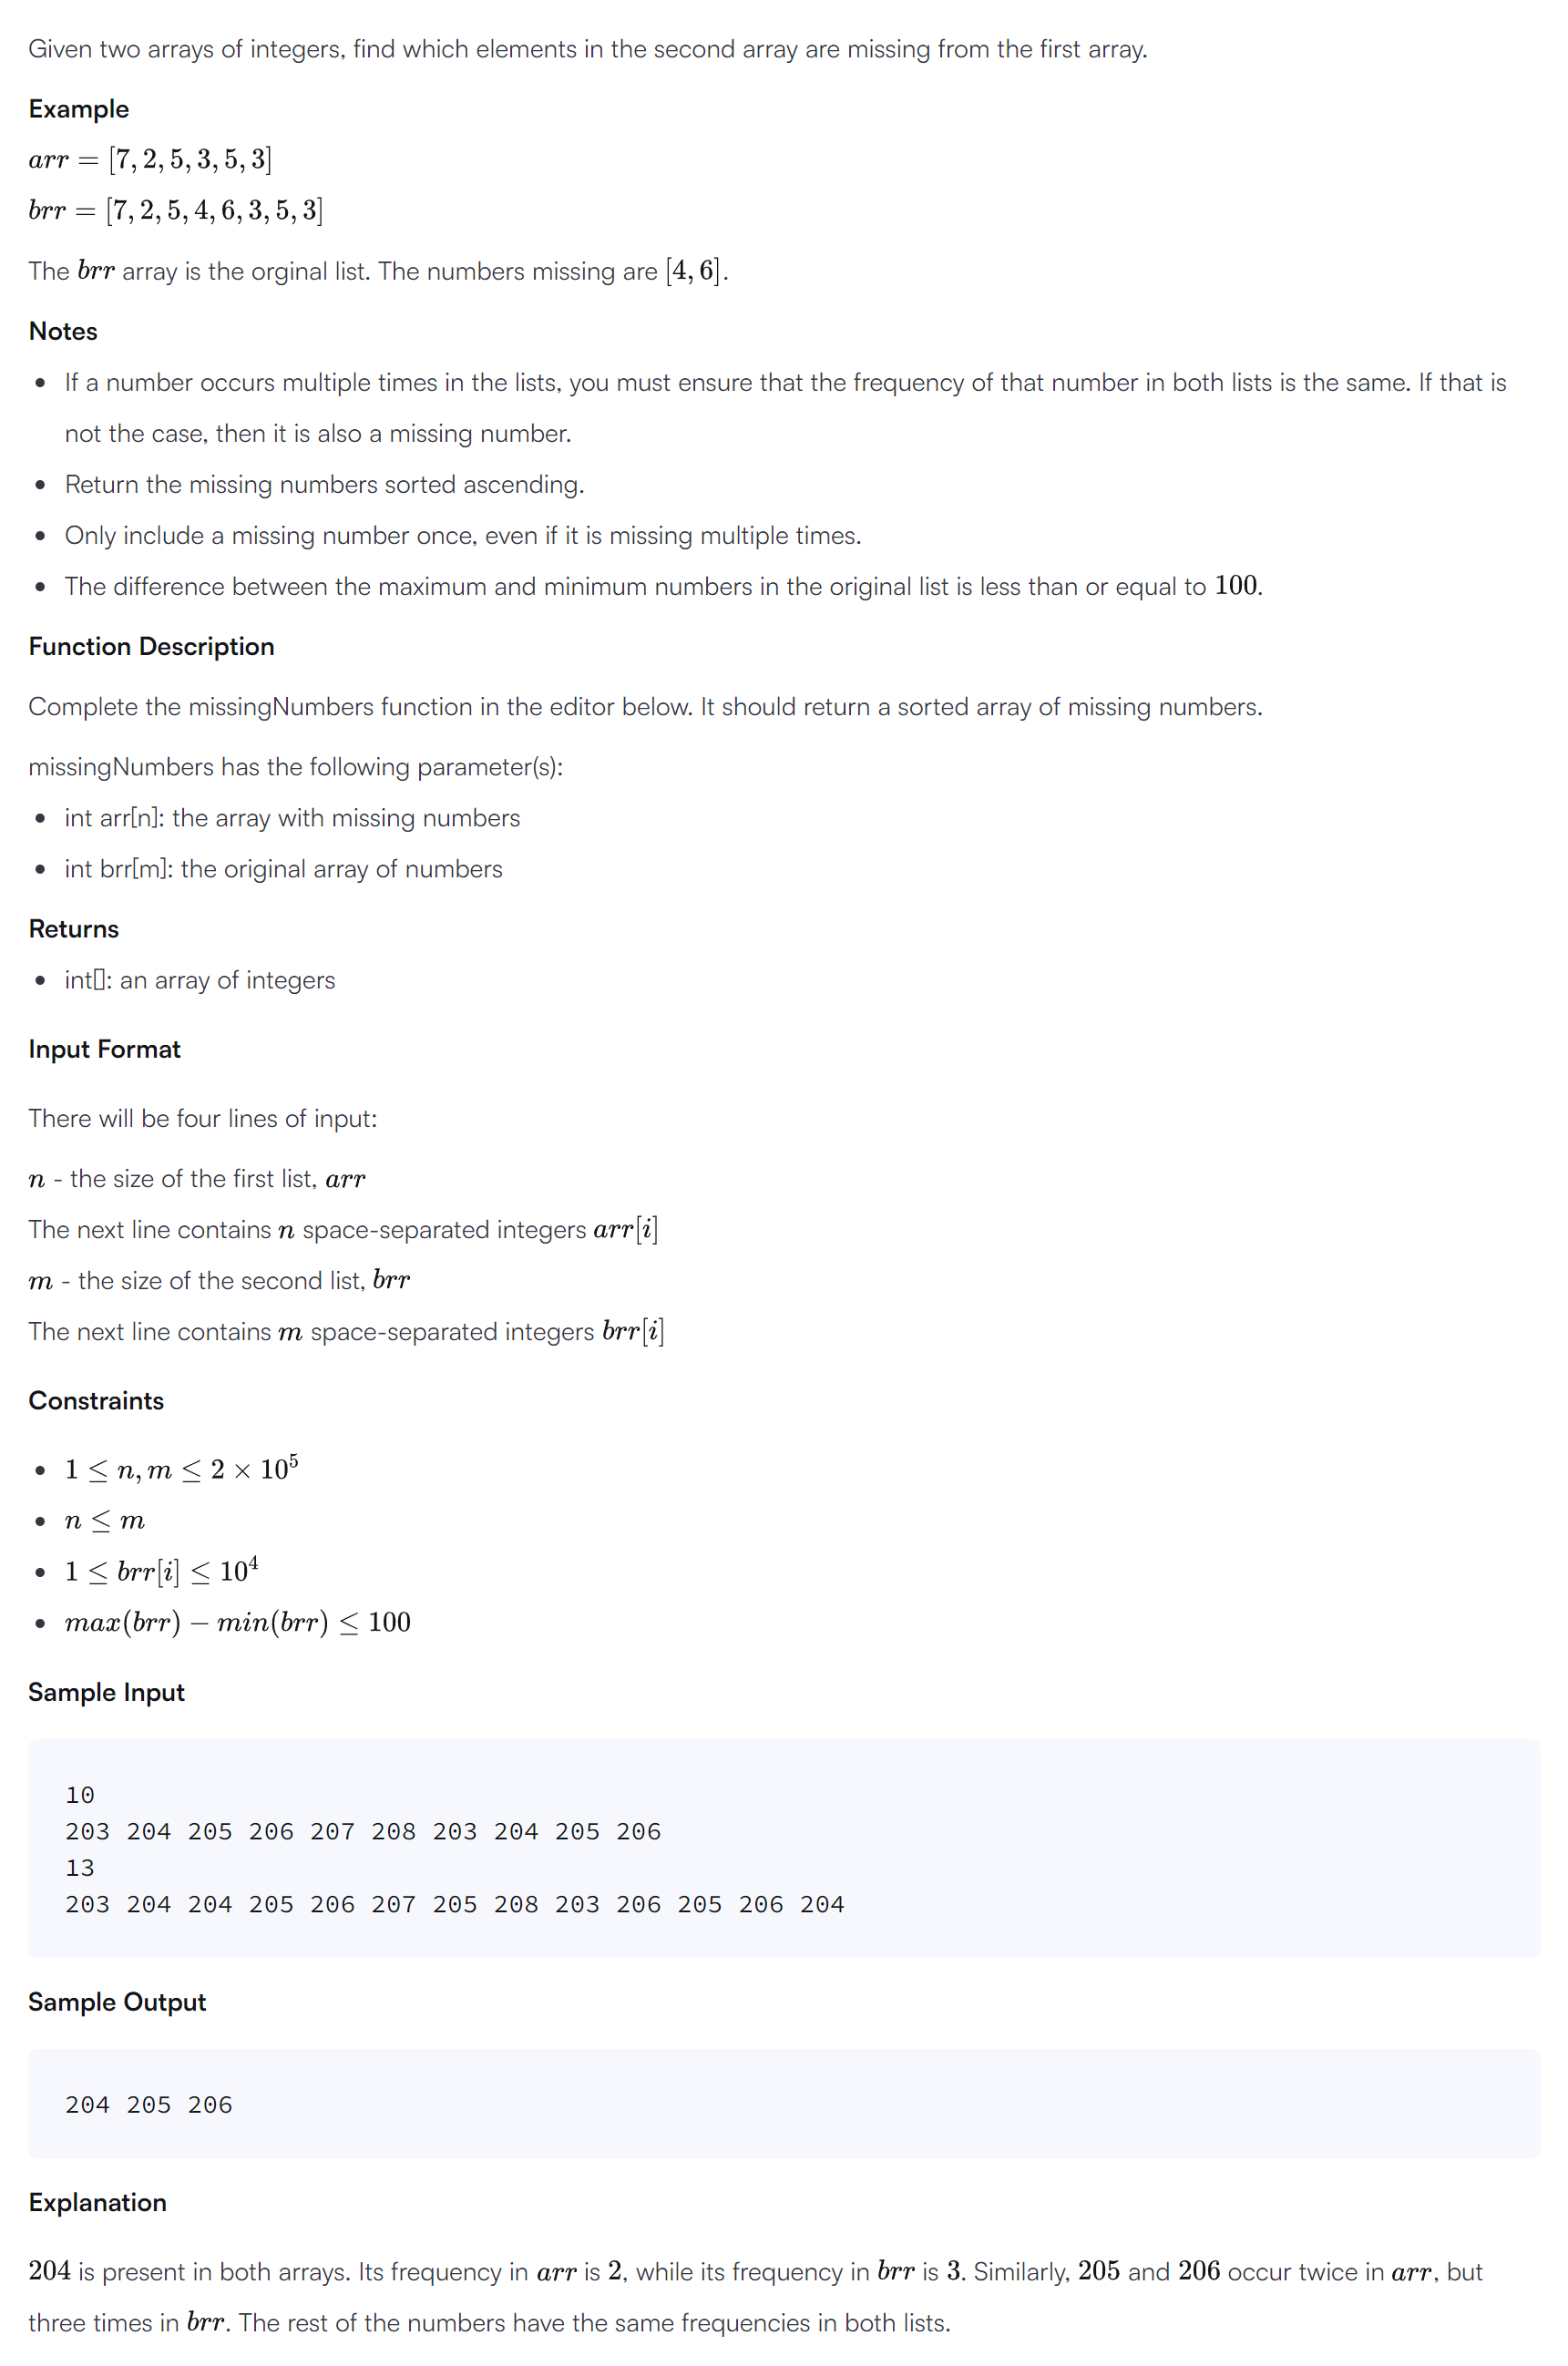 Given two arrays of integers, find which elements in the second array are missing from the first array.
Example
arr = [7, 2, 5, 3, 5, 3]
brr = [7, 2, 5, 4, 6, 3, 5, 3]
The brr array is the orginal list. The numbers missing are [4, 6].
Notes
• If a number occurs multiple times in the lists, you must ensure that the frequency of that number in both lists is the same. If that is
not the case, then it is also a missing number.
• Return the missing numbers sorted ascending.
• Only include a missing number once, even if it is missing multiple times.
• The difference between the maximum and minimum numbers in the original list is less than or equal to 100.
Function Description
Complete the missingNumbers function in the editor below. It should return a sorted array of missing numbers.
missingNumbers has the following parameter(s):
• int arr[n]: the array with missing numbers
• int brr[m]: the original array of numbers
Returns
• int[]: an array of integers
Input Format
There will be four lines of input:
n - the size of the first list, arr
The next line contains n space-separated integers arr[i]
m - the size of the second list, brr
The next line contains m space-separated integers brr[i]
Constraints
• 1 ≤ n, m ≤ 2 × 10⁵
• n ≤ m
• 1 ≤ brr[i] ≤ 10⁴
• max(brr) − min(brr) ≤ 100
Sample Input
10
203 204 205 206 207 208 203 204 205 206
13
203 204 204 205 206 207 205 208 203 206 205 206 204
Sample Output
204 205 206
Explanation
204 is present in both arrays. Its frequency in arr is 2, while its frequency in brr is 3. Similarly, 205 and 206 occur twice in arr, but
three times in brr. The rest of the numbers have the same frequencies in both lists.